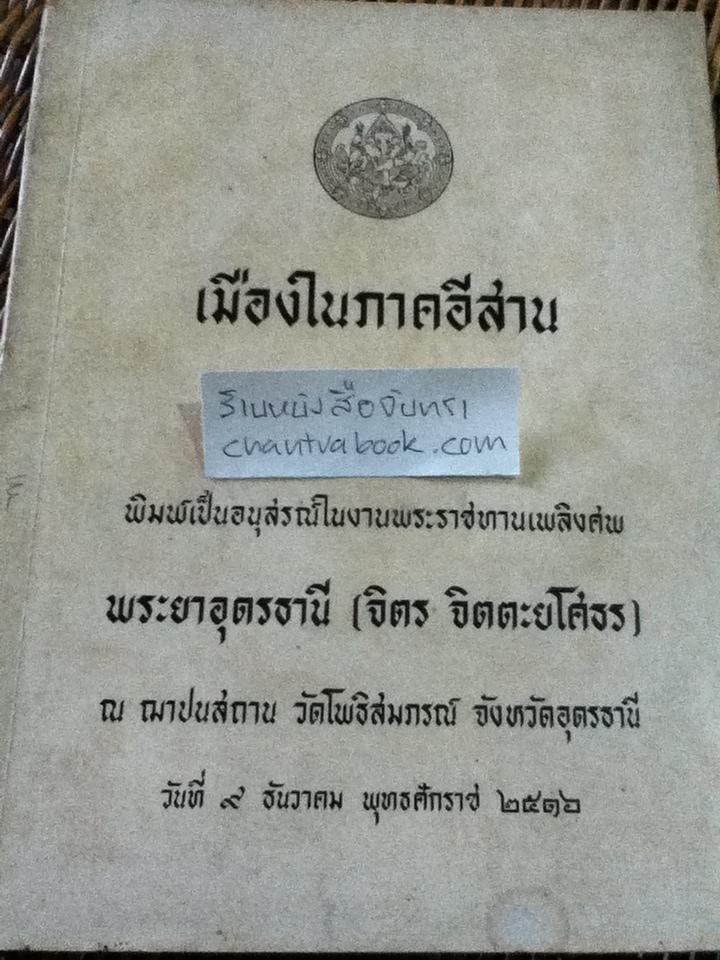 เมืองในภาคอีสาน
ร้านหนังสือจันทรา
chantrabook.com
พิมพ์เป็นอนุสรณ์ในงานพระราชทานเพลิงศพ
พระยาอุดรธานี (จิตร จิตตะยโศธร)
ณ ฌาปนสถาน วัดโพธิสมภรณ์ จังหวัดอุดรธานี
วันที่ ๙ ธันวาคม พุทธศักราช ๒๕๑๖